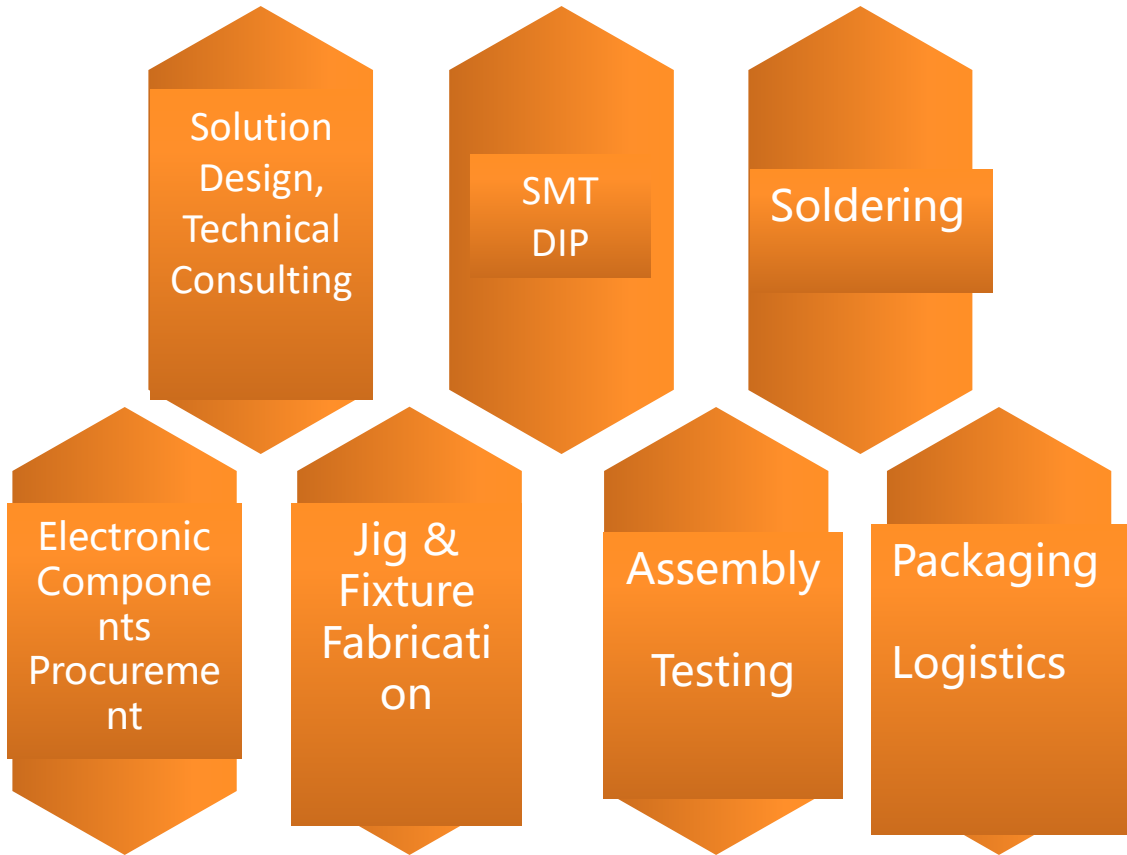 Solution
Design,
Technical
Consulting
SMT
DIP
Soldering
Electronic
Compone
nts
Procureme
nt
Jig &
Fixture
Fabricati
on
Assembly
Testing
Packaging
Logistics